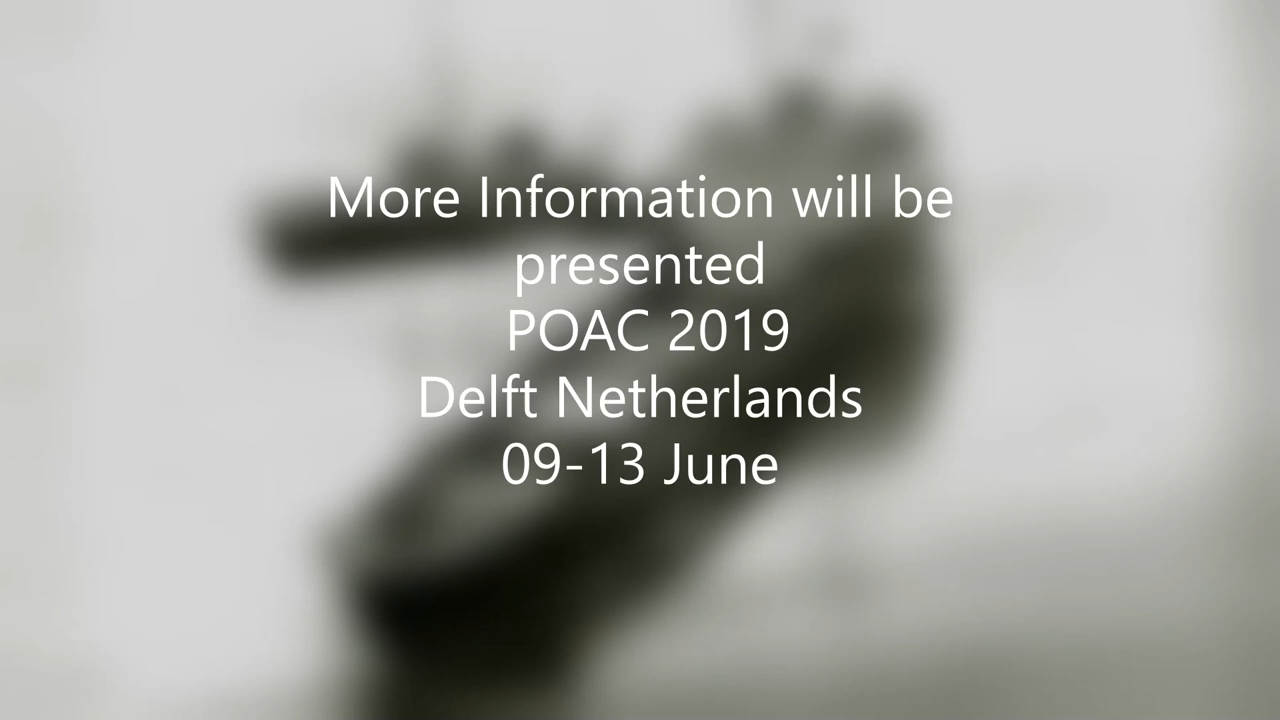 More Information will be
presented
POAC 2019
Delft Netherlands
09-13 June